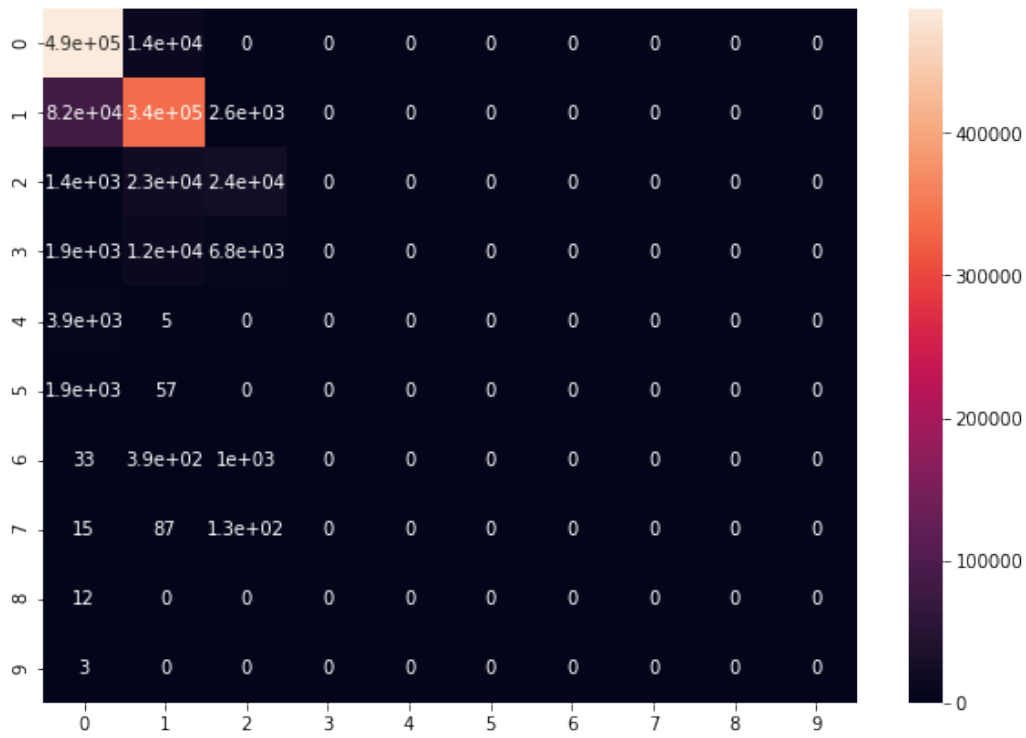 0 4.9e+05 1.4e+04 0 0 0 0 0 0 0 0
1 8.2e+04 3.4e+05 2.6e+03 0 0 0 0 0 0 0
2 1.4e+03 2.3e+04 2.4e+04 0 0 0 0 0 0 0
3 1.9e+03 1.2e+04 6.8e+03 0 0 0 0 0 0 0
4 3.9e+03 5 0 0 0 0 0 0 0 0
5 1.9e+03 57 0 0 0 0 0 0 0 0
6 33 3.9e+02 1e+03 0 0 0 0 0 0 0
7 15 87 1.3e+02 0 0 0 0 0 0 0
8 12 0 0 0 0 0 0 0 0 0
9 3 0 0 0 0 0 0 0 0 0
0 1 2 3 4 5 6 7 8 9
400000
300000
200000
100000
0